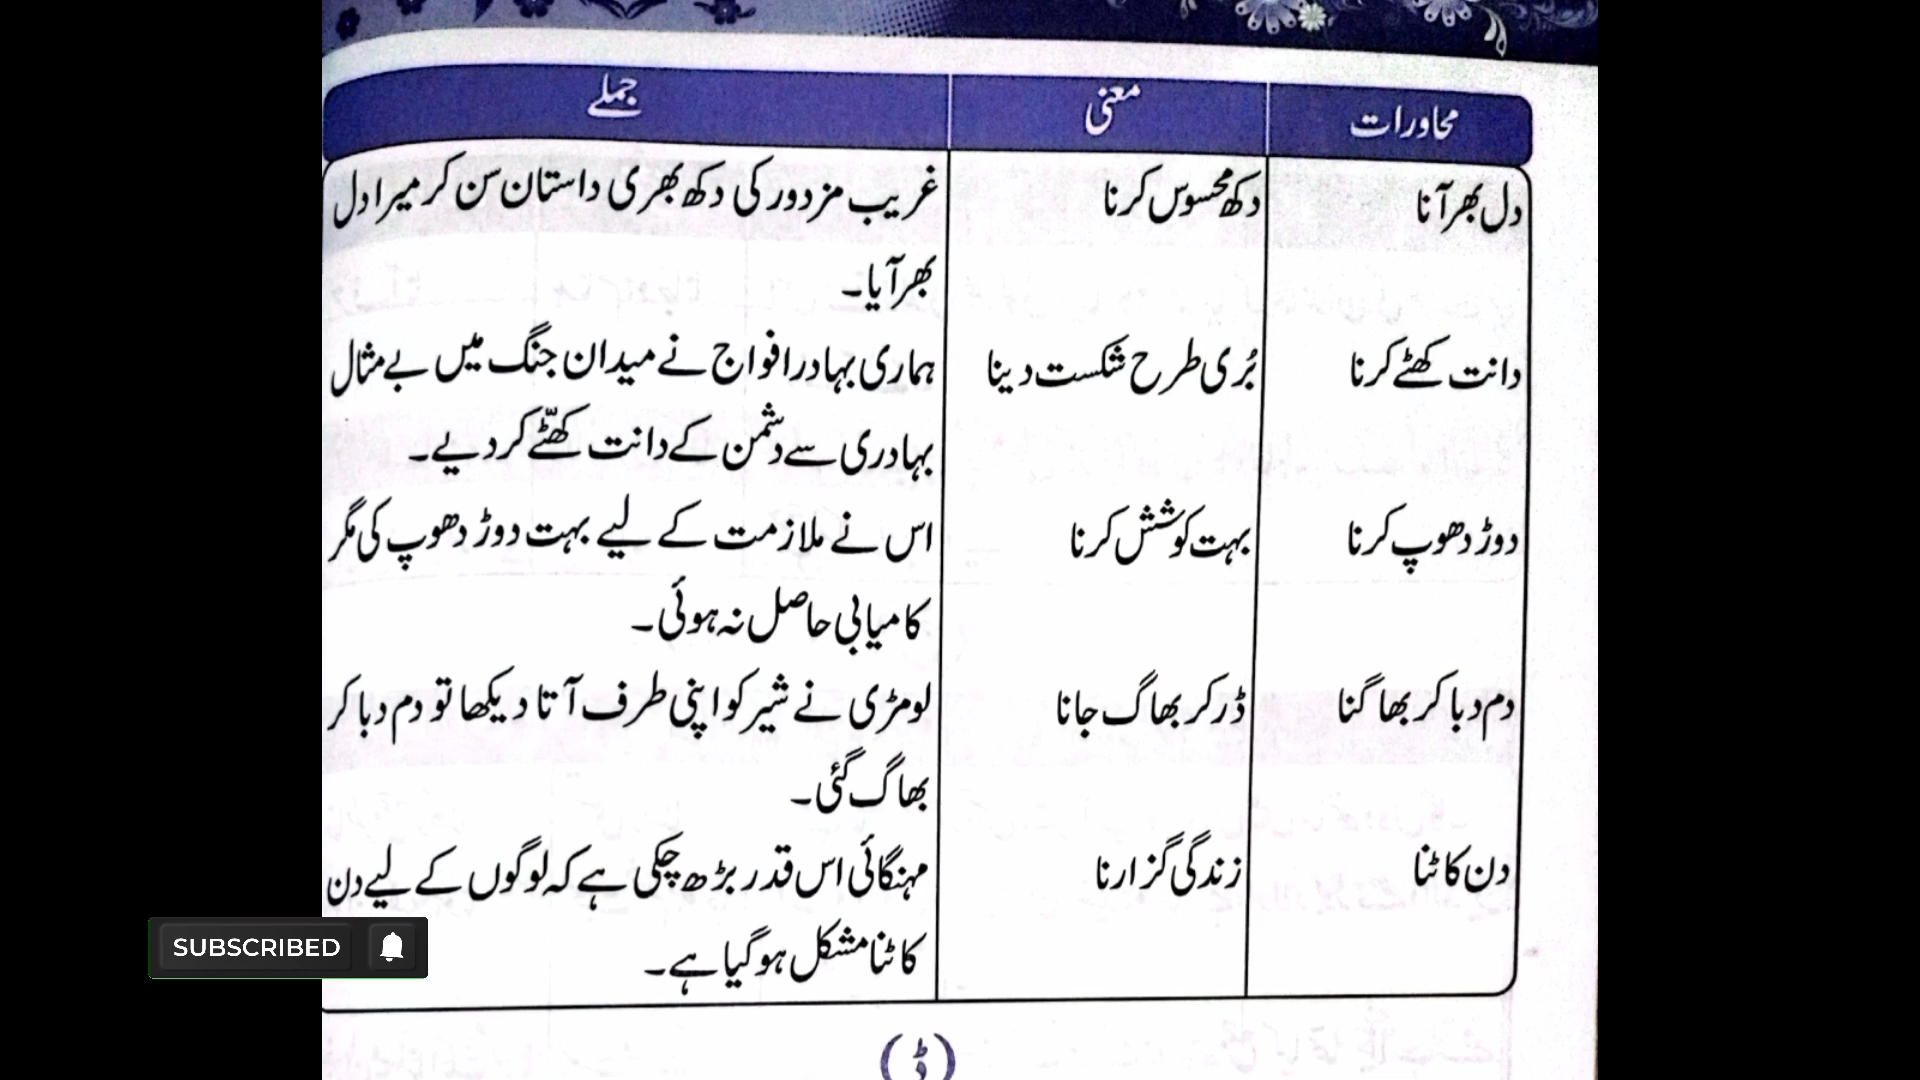 محاورات معنی جملے
دل بھر آنا دکھ محسوس کرنا غریب مزدور کی دکھ بھری داستان سن کر میرا دل
بھر آیا۔
دانت کھٹے کرنا بُری طرح شکست دینا ہماری بہادر افواج نے میدان جنگ میں بے مثال
بہادری سے دشمن کے دانت کھٹّے کر دیے۔
دوڑ دھوپ کرنا بہت کوشش کرنا اس نے ملازمت کے لیے بہت دوڑ دھوپ کی مگر
کامیابی حاصل نہ ہوئی۔
دم دبا کر بھاگنا ڈر کر بھاگ جانا لومڑی نے شیر کو اپنی طرف آتا دیکھا تو دم دبا کر
بھاگ گئی۔
دن کاٹنا زندگی گزارنا مہنگائی اس قدر بڑھ چکی ہے کہ لوگوں کے لیے دن
کاٹنا مشکل ہو گیا ہے۔
SUBSCRIBED
(ڈ)